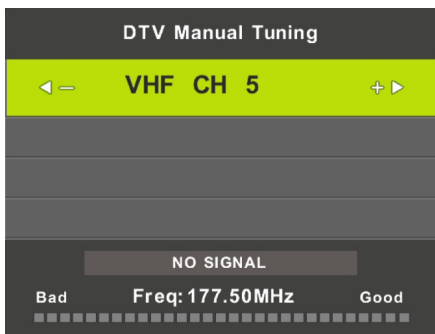 DTV Manual Tuning
VHF CH 5
NO SIGNAL
Bad Freq:177.50MHz Good